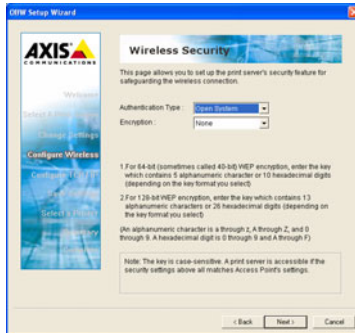 OBW Setup Wizard
AXIS
COMMUNICATIONS
Wireless Security
This page allows you to set up the print server's security feature for
safeguarding the wireless connection.
Welcome
Authentication Type : Open System
Encryption : None
Change Settings
Configure Wireless
1.For 64-bit (sometimes called 40-bit) WEP encryption, enter the key
which contains 5 alphanumeric character or 10 hexadecimal digits
(depending on the key format you select)
2.For 128-bit WEP encryption, enter the key which contains 13
alphanumeric characters or 26 hexadecimal digits (depending on
the key format you select)
(An alphanumeric character is a through z, A through Z, and 0
through 9. A hexadecimal digit is 0 through 9 and A through F)
Note: The key is case-sensitive. A print server is accessible if the
security settings above all matches Access Point's settings.
< Back Next > Cancel